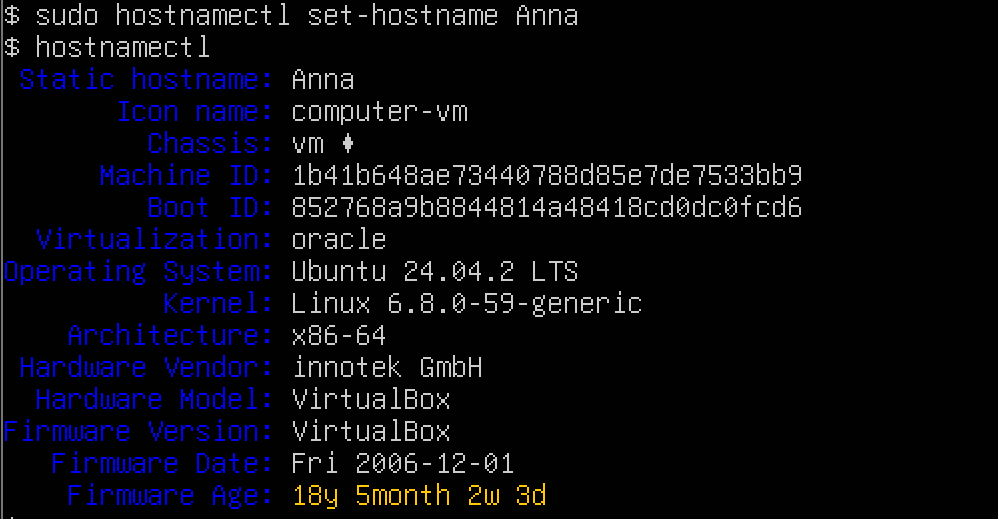 $ sudo hostnamectl set-hostname Anna
$ hostnamectl
Static hostname: Anna
Icon name: computer-vm
Chassis: vm ♦
Machine ID: 1b41b648ae73440788d85e7de7533bb9
Boot ID: 852768a9b8844814a48418cd0dc0fcd6
Virtualization: oracle
Operating System: Ubuntu 24.04.2 LTS
Kernel: Linux 6.8.0-59-generic
Architecture: x86-64
Hardware Vendor: innotek GmbH
Hardware Model: VirtualBox
Firmware Version: VirtualBox
Firmware Date: Fri 2006-12-01
Firmware Age: 18y 5month 2w 3d